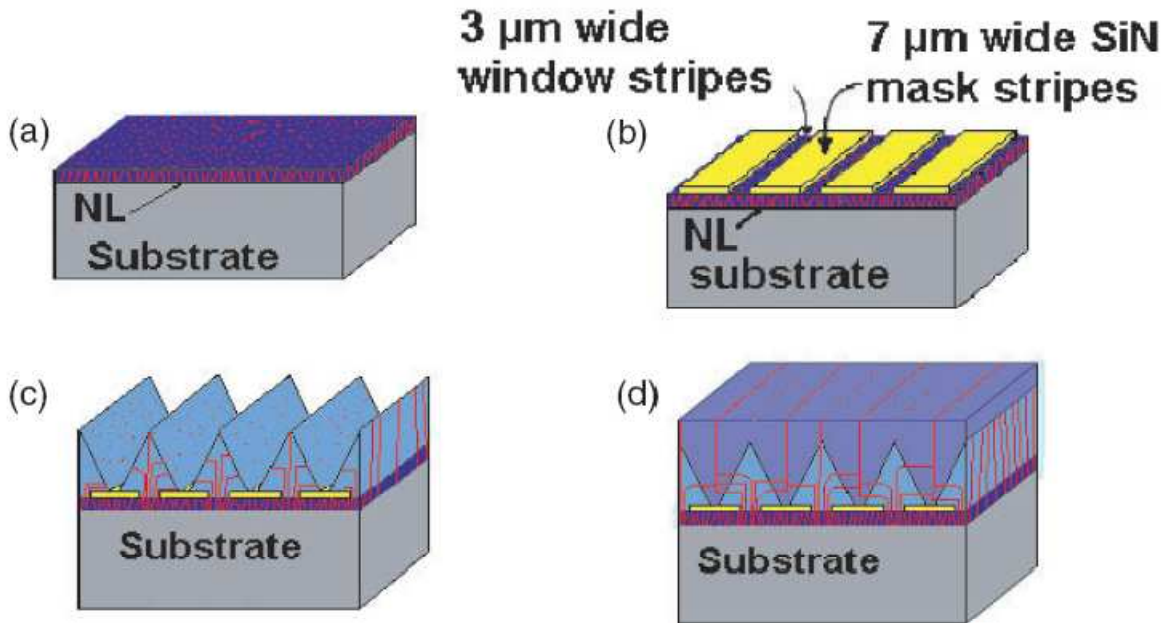 3 µm wide
window stripes
7 µm wide SiN
mask stripes
(a)
NL
Substrate
(b)
NL
substrate
(c)
Substrate
(d)
Substrate